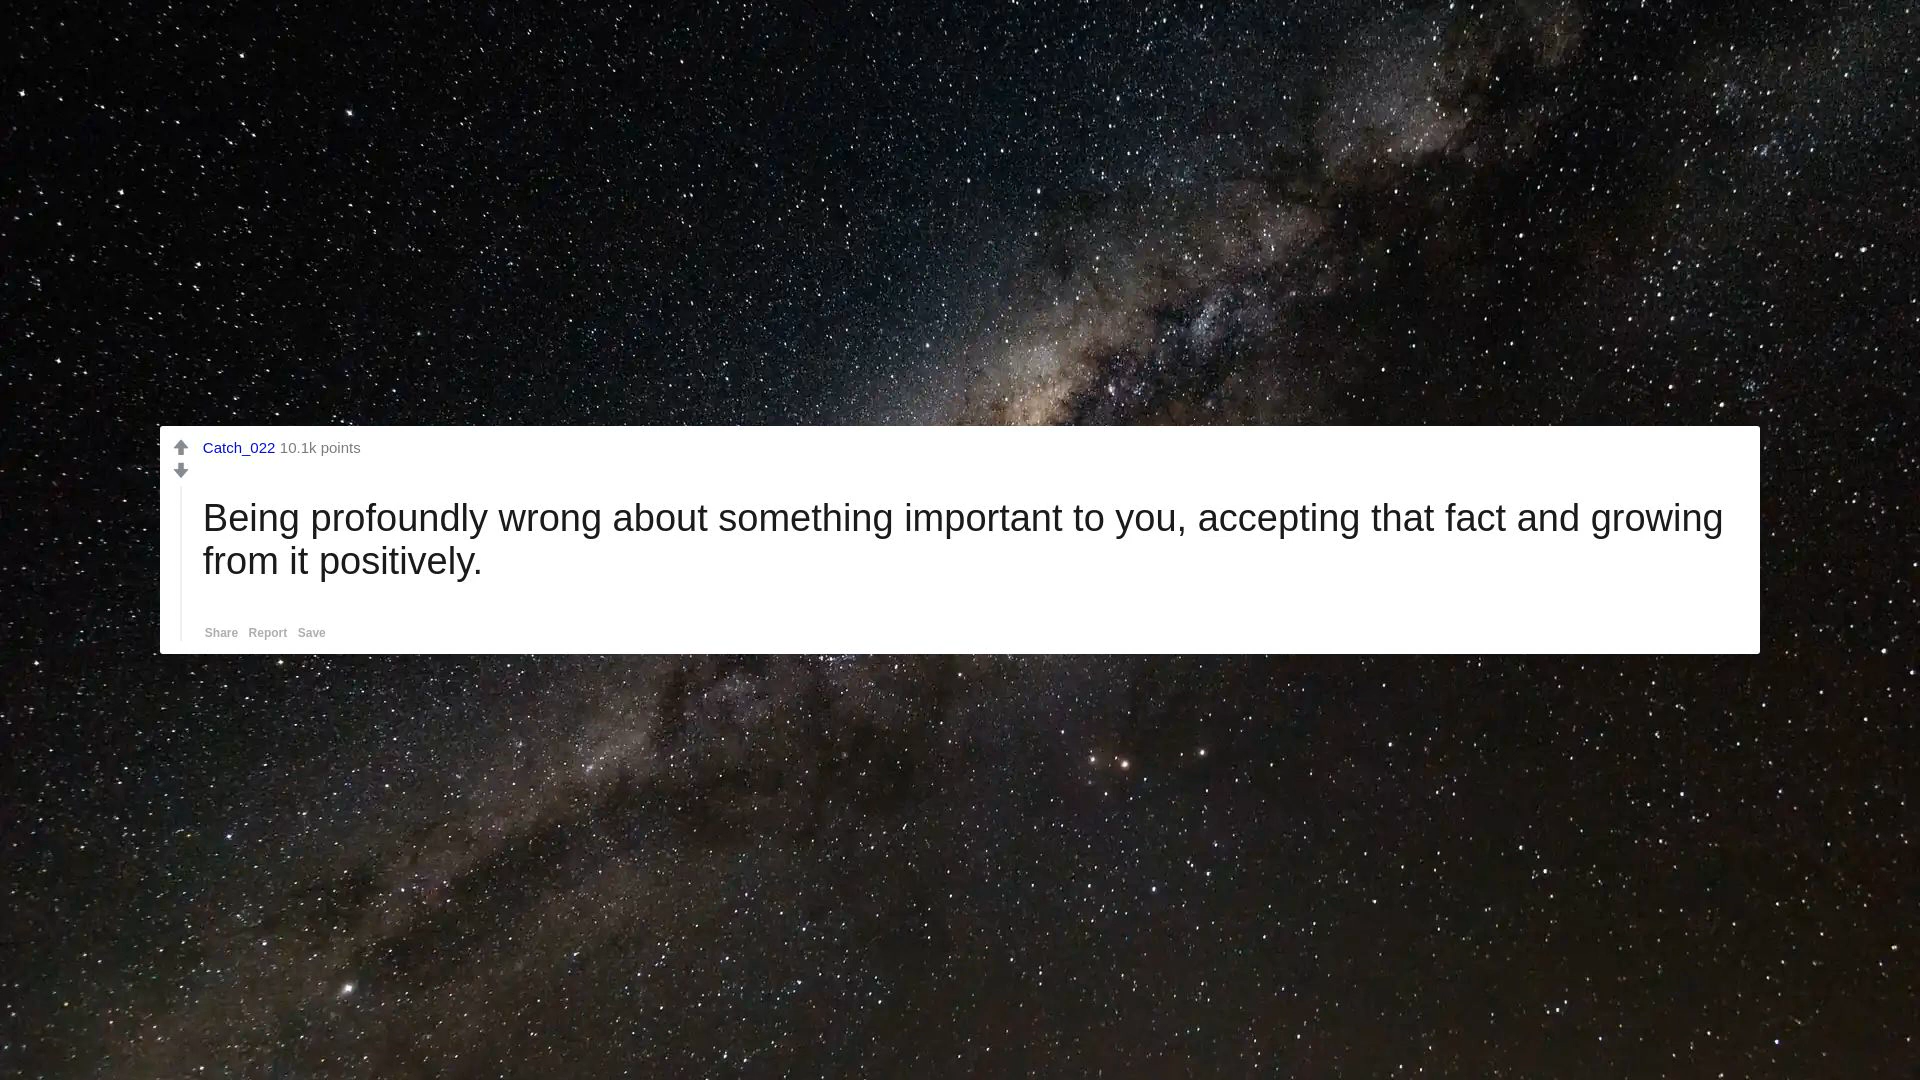 Catch_022 10.1k points
Being profoundly wrong about something important to you, accepting that fact and growing
from it positively.
Share Report Save